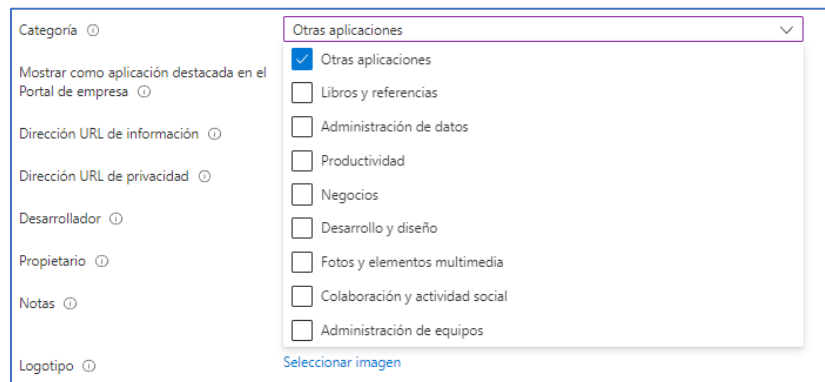 Categoría
Otras aplicaciones
Otras aplicaciones
Mostrar como aplicación destacada en el
Portal de empresa
Libros y referencias
Administración de datos
Dirección URL de información
Productividad
Dirección URL de privacidad
Negocios
Desarrollador
Desarrollo y diseño
Propietario
Fotos y elementos multimedia
Notas
Colaboración y actividad social
Administración de equipos
Logotipo
Seleccionar imagen